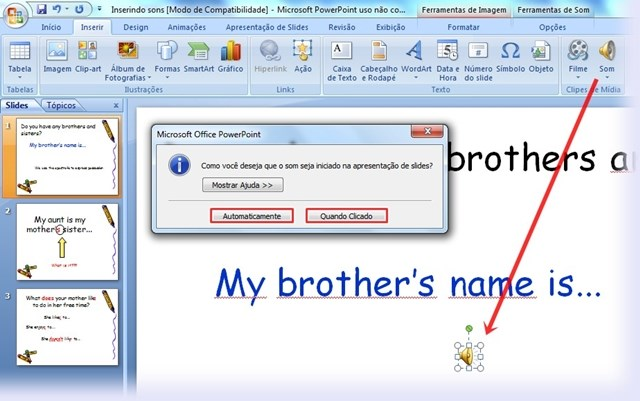 Inserindo sons [Modo de Compatibilidade] - Microsoft PowerPoint uso não co...
Ferramentas de Imagem
Ferramentas de Som
Início
Inserir
Design
Animações
Apresentação de Slides
Revisão
Exibição
Formatar
Opções
Tabela
Imagem
Clip-art
Álbum de Fotografias
Formas
SmartArt
Gráfico
Hiperlink
Ação
Caixa de Texto
Cabeçalho e Rodapé
WordArt
Data e Hora
Número do slide
Símbolo
Objeto
Filme
Som
Tabelas
Ilustrações
Links
Texto
Clipes de Mídia
Slides
Tópicos
1
Do you have any brothers and
sisters?
My brother's name is...
2
My aunt is my
mother's sister...
3
What does your mother like
to do in her free time?
She likes to...
She enjoys to...
She doesn't like to...
Microsoft Office PowerPoint
Como você deseja que o som seja iniciado na apresentação de slides?
Mostrar Ajuda >>
Automaticamente
Quando Clicado
brothers a
My brother's name is...